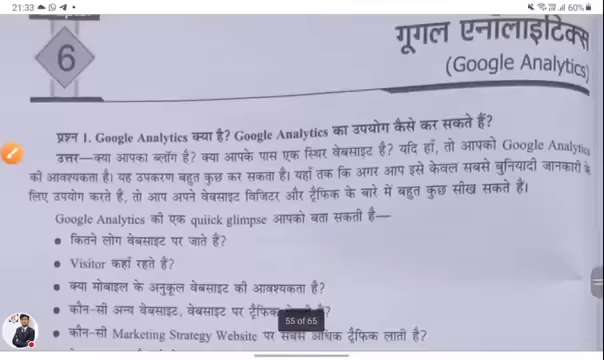 21:33
60%
6
गूगल एनालाइटिक्स
(Google Analytics)
प्रश्न 1. Google Analytics क्या है? Google Analytics का उपयोग कैसे कर सकते हैं?
उत्तर—क्या आपका ब्लॉग है? क्या आपके पास एक स्थिर वेबसाइट है? यदि हाँ, तो आपको Google Analytics
की आवश्यकता है। यह उपकरण बहुत कुछ कर सकता है। यहाँ तक कि अगर आप इसे केवल सबसे बुनियादी जानकारी के
लिए उपयोग करते है, तो आप अपने वेबसाइट विजिटर और ट्रैफिक के बारे में बहुत कुछ सीख सकते हैं।
Google Analytics की एक quiick glimpse आपको बता सकती है—
• कितने लोग वेबसाइट पर जाते हैं?
• Visitor कहाँ रहते है?
• क्या मोबाइल के अनुकूल वेबसाइट की आवश्यकता है?
• कौन-सी अन्य वेबसाइट, वेबसाइट पर ट्रैफिक है?
55 of 65
• कौन-सी Marketing Strategy Website पर सबसे अधिक ट्रैफिक लाती है?